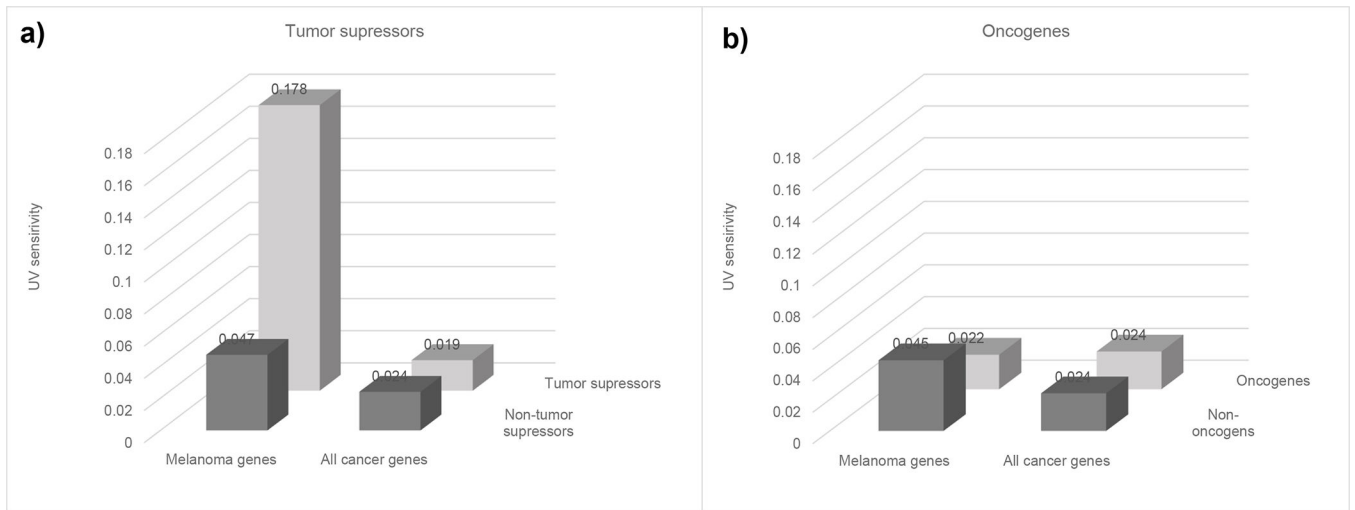 a)
Tumor supressors
UV sensirivity
0.18
0.16
0.14
0.12
0.1
0.08
0.06
0.04
0.02
0
0.178
0.047
0.019
0.024
Tumor supressors
Non-tumor
supressors
Melanoma genes
All cancer genes
b)
Oncogenes
UV sensirivity
0.18
0.16
0.14
0.12
0.1
0.08
0.06
0.04
0.02
0
0.045
0.022
0.024
0.024
Oncogenes
Non-
oncogens
Melanoma genes
All cancer genes